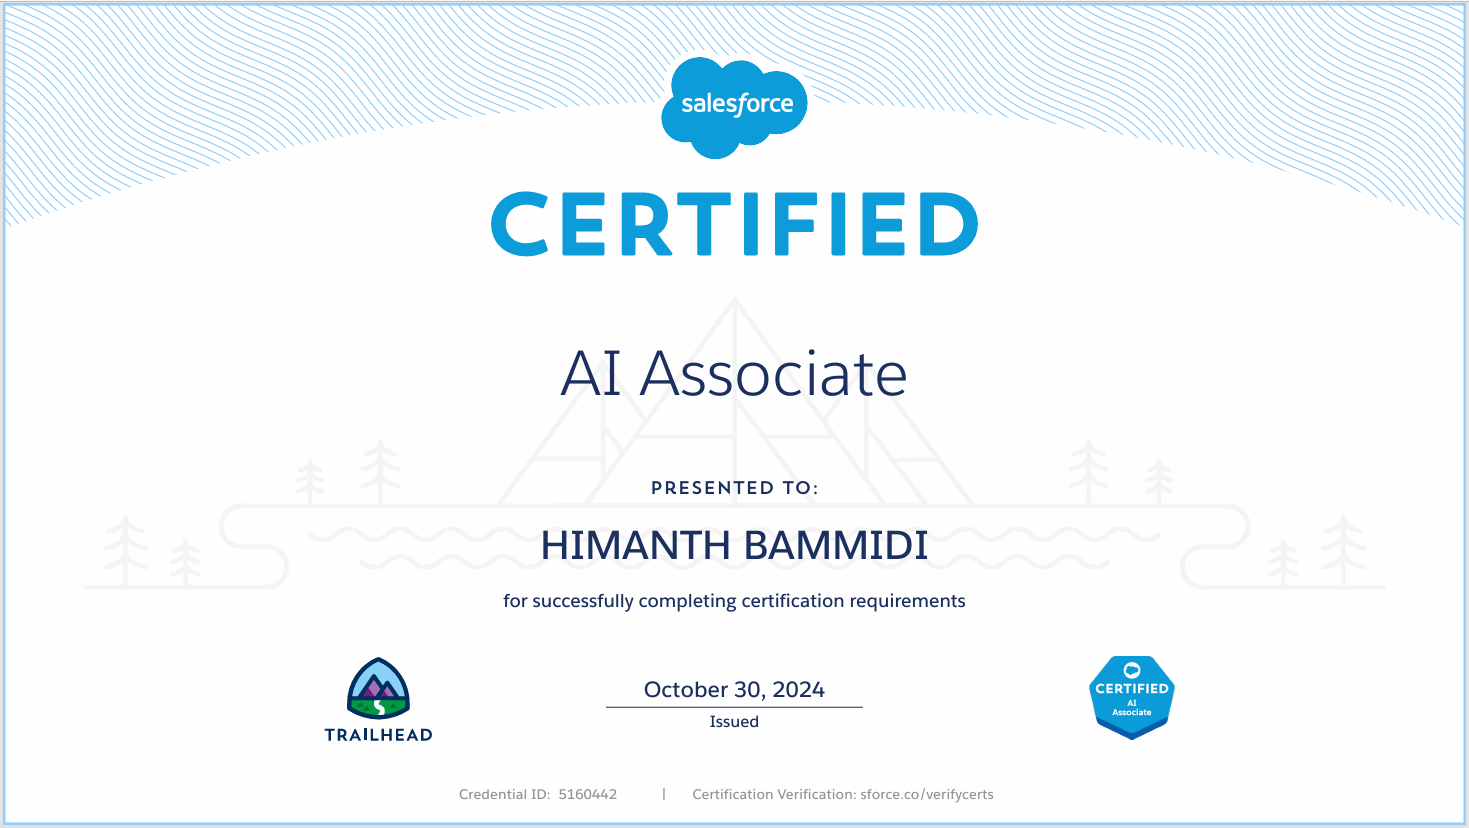 salesforce
CERTIFIED
AI Associate
PRESENTED TO:
HIMANTH BAMMIDI
for successfully completing certification requirements
TRAILHEAD
October 30, 2024
Issued
CERTIFIED
AI
Associate
Credential ID: 5160442 | Certification Verification: sforce.co/verifycerts